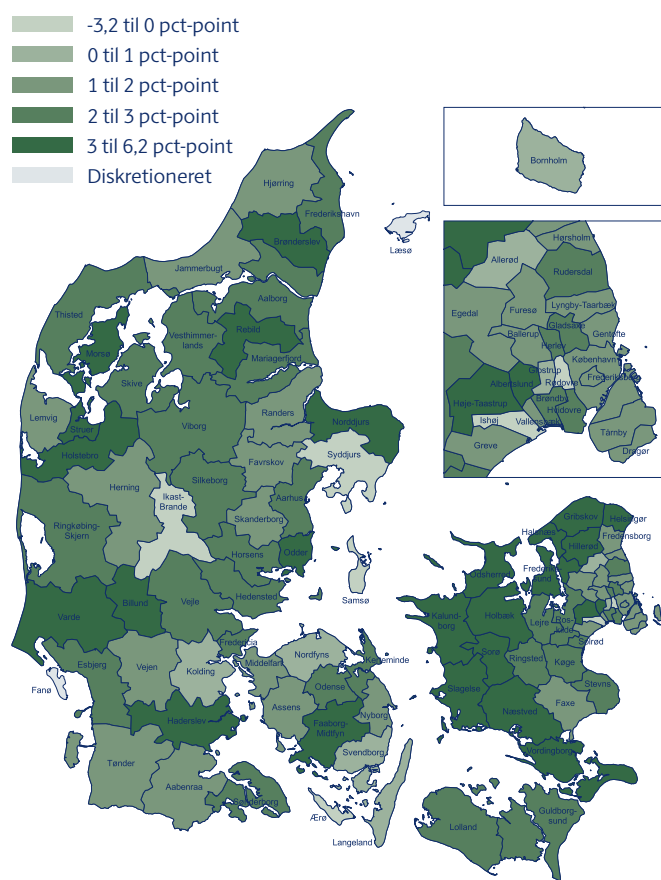 -3,2 til 0 pct-point
0 til 1 pct-point
1 til 2 pct-point
2 til 3 pct-point
3 til 6,2 pct-point
Diskretioneret
Hjørring
Frederikshavn
Læsø
Brønderslev
Jammerbugt
Aalborg
Thisted
Vesthimmer-
lands
Rebild
Morsø
Mariagerfjord
Skive
Lemvig
Struer
Holstebro
Viborg
Randers
Norddjurs
Syddjurs
Favrskov
Herning
Ikast-
Brande
Silkeborg
Aarhus
Skanderborg
Ringkøbing-
Skjern
Horsens
Odder
Samsø
Hedensted
Varde
Billund
Vejle
Fredericia
Esbjerg
Vejen
Kolding
Middelfart
Fanø
Haderslev
Tønder
Aabenraa
Sønderborg
Nordfyns
Kerteminde
Odense
Assens
Nyborg
Faaborg-
Midtfyn
Svendborg
Ærø
Langeland
Bornholm
Hørsholm
Allerød
Rudersdal
Egedal
Furesø
Lyngby-Taarbæk
Gladsaxe
Ballerup
Gentofte
Herlev
København
Glostrup
Rødovre
Frederiksberg
Albertslund
Høje-Taastrup
Brøndby
Hvidovre
Ishøj
Vallensbæk
Greve
Tårnby
Dragør
Gribskov
Helsingør
Halsnæs
Fredensborg
Hillerød
Odsherred
Frederiks-
sund
Kalund-
borg
Holbæk
Lejre
Ros-
kilde
Solrød
Sorø
Ringsted
Køge
Slagelse
Stevns
Næstved
Faxe
Vordingborg
Lolland
Guldborg-
sund